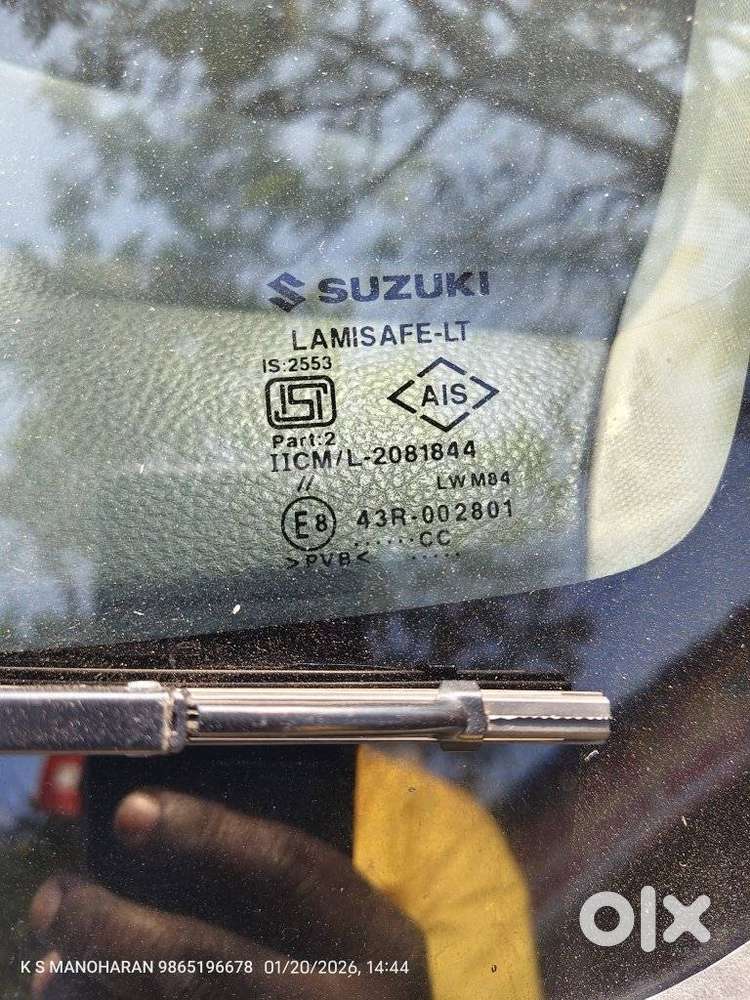 SUZUKI
LAMISAFE-LT
IS:2553
ISI
AIS
Part:2
IICM/L-2081844
// LW M84
E8 43R-002801
......CC
>PVB< .....
olx
K S MANOHARAN 9865196678 01/20/2026, 14:44